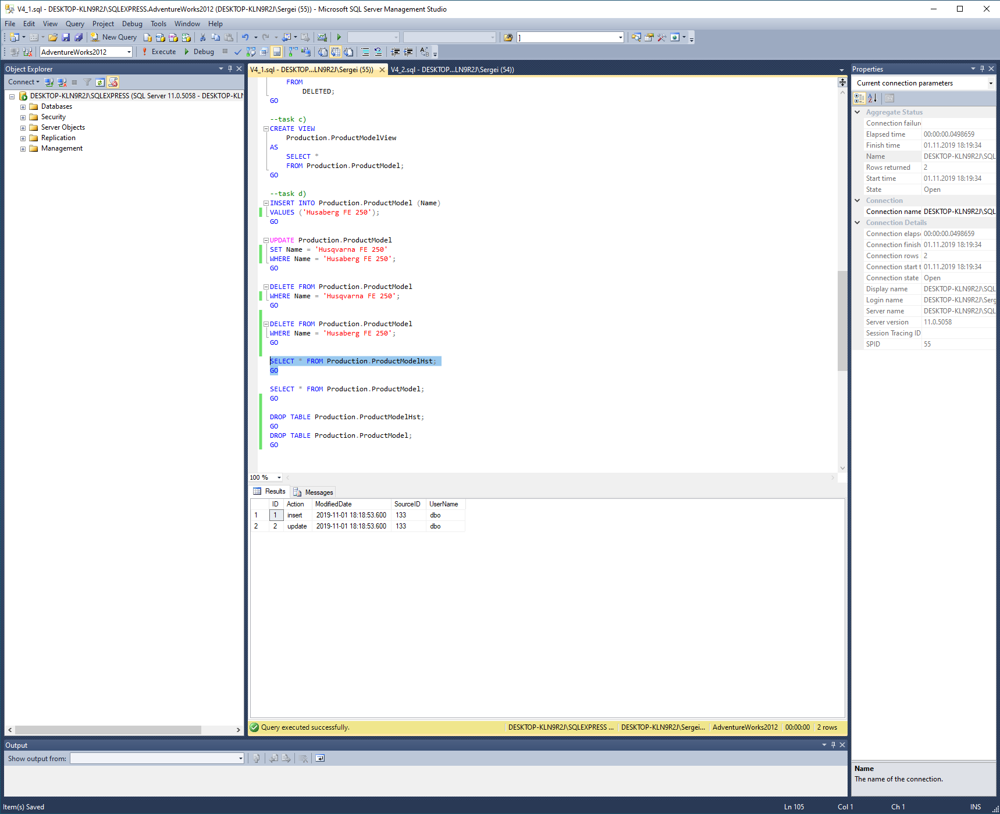 V4_1.sql - DESKTOP-KLN9R2J\SQLEXPRESS.AdventureWorks2012 (DESKTOP-KLN9R2J\Sergei (55)) - Microsoft SQL Server Management Studio
File Edit View Query Project Debug Tools Window Help
New Query ]
AdventureWorks2012 Execute Debug
Object Explorer
Connect
DESKTOP-KLN9R2J\SQLEXPRESS (SQL Server 11.0.5058 - DESKTOP-KLN
Databases
Security
Server Objects
Replication
Management
V4_1.sql - DESKTOP...LN9R2J\Sergei (55)) V4_2.sql - DESKTOP...LN9R2J\Sergei (54))
FROM
DELETED;
GO
--task c)
CREATE VIEW
Production.ProductModelView
AS
SELECT *
FROM Production.ProductModel;
GO
--task d)
INSERT INTO Production.ProductModel (Name)
VALUES ('Husaberg FE 250');
GO
UPDATE Production.ProductModel
SET Name = 'Husqvarna FE 250'
WHERE Name = 'Husaberg FE 250';
GO
DELETE FROM Production.ProductModel
WHERE Name = 'Husqvarna FE 250';
GO
DELETE FROM Production.ProductModel
WHERE Name = 'Husaberg FE 250';
GO
SELECT * FROM Production.ProductModelHst;
GO
SELECT * FROM Production.ProductModel;
GO
DROP TABLE Production.ProductModelHst;
GO
DROP TABLE Production.ProductModel;
GO
100 %
Results Messages
ID Action ModifiedDate SourceID UserName
1 1 insert 2019-11-01 18:18:53.600 133 dbo
2 2 update 2019-11-01 18:18:53.600 133 dbo
Query executed successfully. DESKTOP-KLN9R2J\SQLEXPRESS ... DESKTOP-KLN9R2J\Sergei... AdventureWorks2012 00:00:00 2 rows
Properties
Current connection parameters
Aggregate Status
Connection failure
Elapsed time 00:00:00.0498659
Finish time 01.11.2019 18:19:34
Name DESKTOP-KLN9R2J\SQL
Rows returned 2
Start time 01.11.2019 18:19:34
State Open
Connection
Connection name DESKTOP-KLN9R2J\SQL
Connection Details
Connection elapse 00:00:00.0498659
Connection finish 01.11.2019 18:19:34
Connection rows 2
Connection start t 01.11.2019 18:19:34
Connection state Open
Display name DESKTOP-KLN9R2J\SQL
Login name DESKTOP-KLN9R2J\Serg
Server name DESKTOP-KLN9R2J\SQL
Server version 11.0.5058
Session Tracing ID
SPID 55
Name
The name of the connection.
Output
Show output from:
Item(s) Saved Ln 105 Col 1 Ch 1 INS